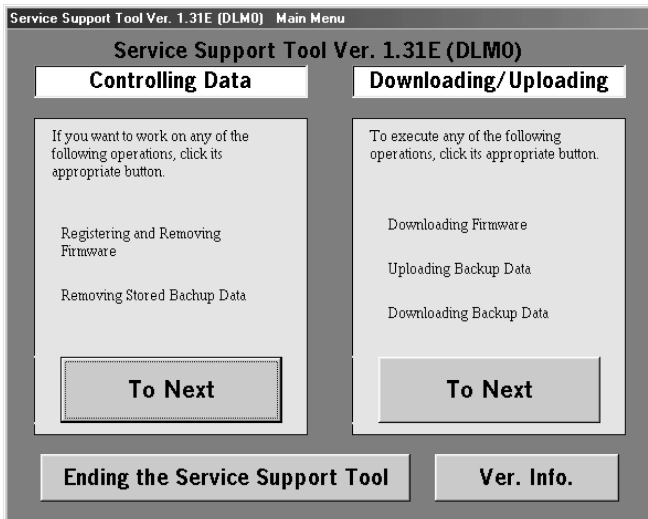 Service Support Tool Ver. 1.31E (DLM0) Main Menu
Service Support Tool Ver. 1.31E (DLM0)
Controlling Data
If you want to work on any of the
following operations, click its
appropriate button.
Registering and Removing
Firmware
Removing Stored Bachup Data
To Next
Downloading/Uploading
To execute any of the following
operations, click its appropriate button.
Downloading Firmware
Uploading Backup Data
Downloading Backup Data
To Next
Ending the Service Support Tool
Ver. Info.